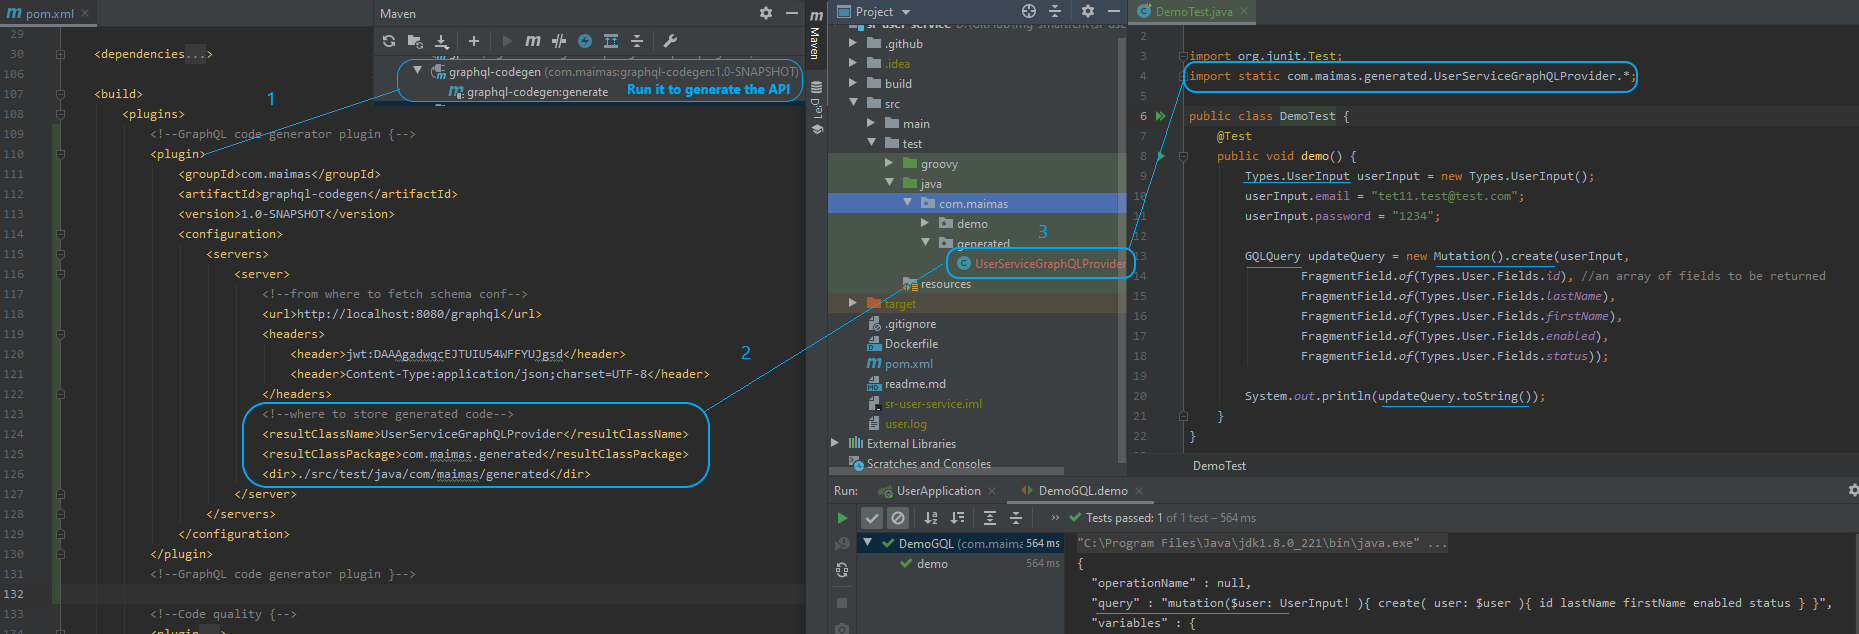 pom.xml
29
30 <dependencies...>
106
107 <build>
108 <plugins>
109 <!--GraphQL code generator plugin {-->
110 <plugin>
111 <groupId>com.maimas</groupId>
112 <artifactId>graphql-codegen</artifactId>
113 <version>1.0-SNAPSHOT</version>
114 <configuration>
115 <servers>
116 <server>
117 <!--from where to fetch schema conf-->
118 <url>http://localhost:8080/graphql</url>
119 <headers>
120 <header>jwt:DAAAgadwqcEJTUIU54WFFYUJgsd</header>
121 <header>Content-Type:application/json;charset=UTF-8</header>
122 </headers>
123 <!--where to store generated code-->
124 <resultClassName>UserServiceGraphQLProvider</resultClassName>
125 <resultClassPackage>com.maimas.generated</resultClassPackage>
126 <dir>./src/test/java/com/maimas/generated</dir>
127 </server>
128 </servers>
129 </configuration>
130 </plugin>
131 <!--GraphQL code generator plugin }-->
132
133 <!--Code quality {-->
134 <plugin...>
1
2
Maven
graphql-codegen (com.maimas:graphql-codegen:1.0-SNAPSHOT)
graphql-codegen:generate
Run it to generate the API
Maven
Project
sr-user-service
.github
.idea
build
src
main
test
groovy
java
com.maimas
demo
generated
3
UserServiceGraphQLProvider
resources
target
.gitignore
Dockerfile
pom.xml
readme.md
sr-user-service.iml
user.log
External Libraries
Scratches and Consoles
DemoTest.java
2
3 import org.junit.Test;
4 import static com.maimas.generated.UserServiceGraphQLProvider.*;
5
6 public class DemoTest {
7 @Test
8 public void demo() {
9 Types.UserInput userInput = new Types.UserInput();
10 userInput.email = "tet11.test@test.com";
11 userInput.password = "1234";
12
13 GQLQuery updateQuery = new Mutation().create(userInput,
14 FragmentField.of(Types.User.Fields.id), //an array of fields to be returned
15 FragmentField.of(Types.User.Fields.lastName),
16 FragmentField.of(Types.User.Fields.firstName),
17 FragmentField.of(Types.User.Fields.enabled),
18 FragmentField.of(Types.User.Fields.status));
19
20 System.out.println(updateQuery.toString());
21 }
22 }
DemoTest
Run:
UserApplication
DemoGQL.demo
Tests passed: 1 of 1 test – 564 ms
DemoGQL (com.maima 564 ms
demo 564 ms
"C:\Program Files\Java\jdk1.8.0_221\bin\java.exe" ...
{
"operationName" : null,
"query" : "mutation($user: UserInput! ){ create( user: $user ){ id lastName firstName enabled status } }",
"variables" : {